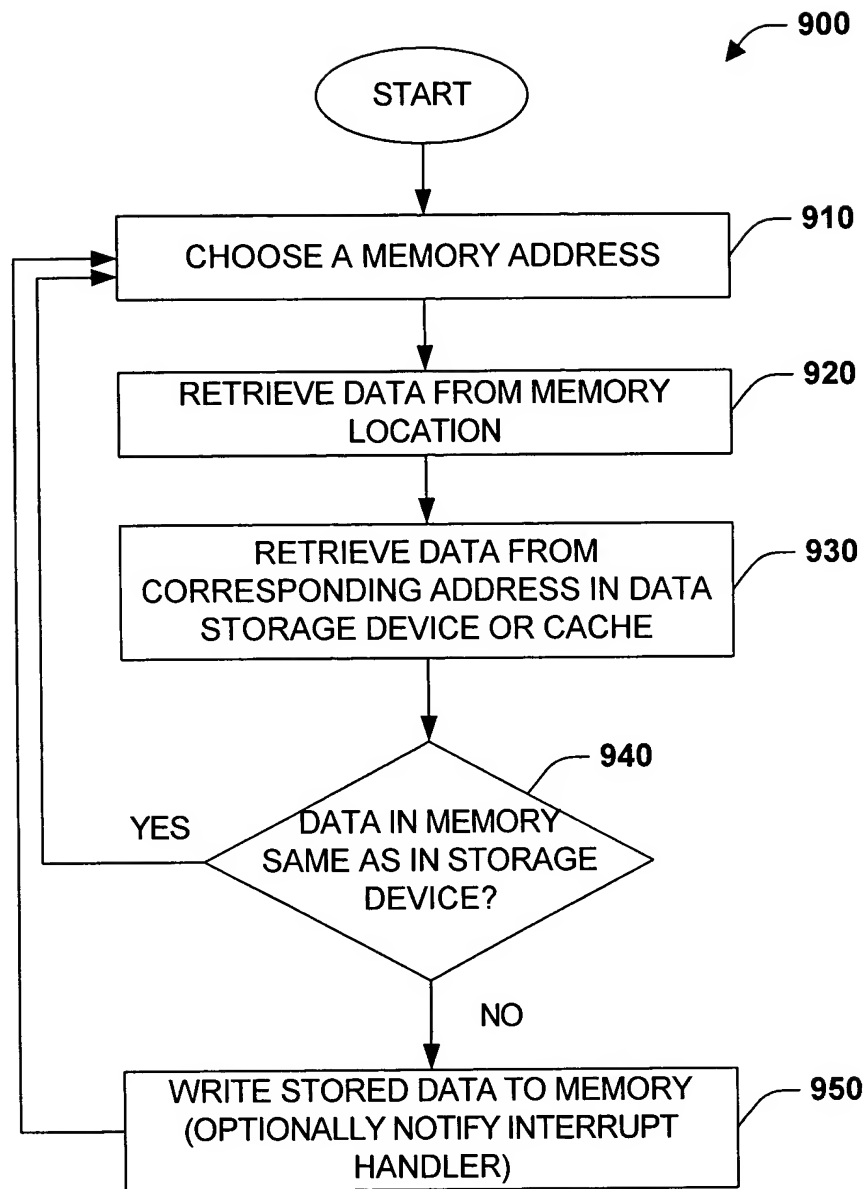 900
START
910
CHOOSE A MEMORY ADDRESS
920
RETRIEVE DATA FROM MEMORY
LOCATION
930
RETRIEVE DATA FROM
CORRESPONDING ADDRESS IN DATA
STORAGE DEVICE OR CACHE
940
YES
DATA IN MEMORY
SAME AS IN STORAGE
DEVICE?
NO
950
WRITE STORED DATA TO MEMORY
(OPTIONALLY NOTIFY INTERRUPT
HANDLER)